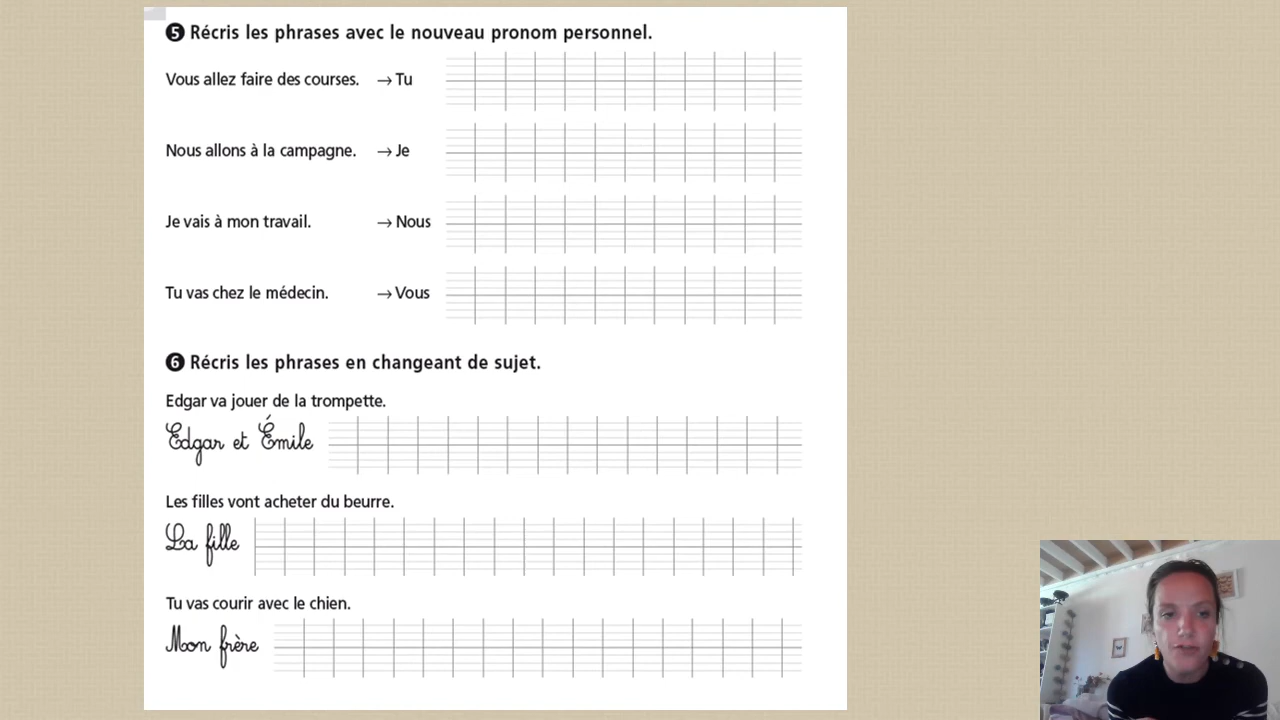 5 Récris les phrases avec le nouveau pronom personnel.
Vous allez faire des courses. → Tu
Nous allons à la campagne. → Je
Je vais à mon travail. → Nous
Tu vas chez le médecin. → Vous
6 Récris les phrases en changeant de sujet.
Edgar va jouer de la trompette.
Edgar et Émile
Les filles vont acheter du beurre.
La fille
Tu vas courir avec le chien.
Mon frère